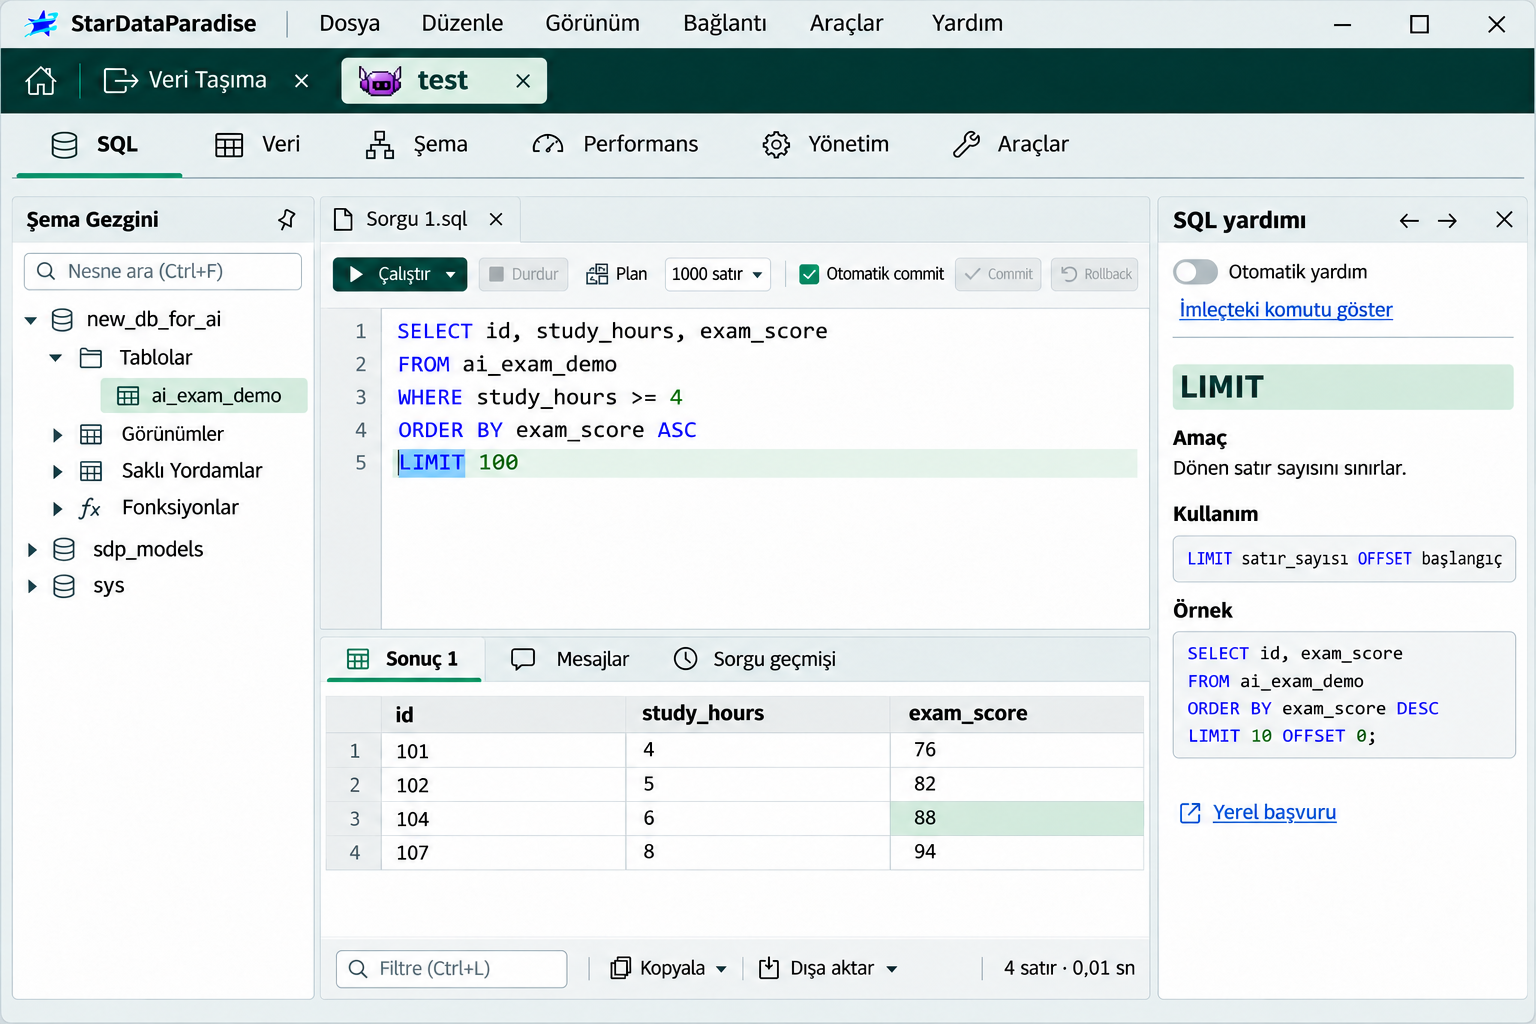 StarDataParadise Dosya Düzenle Görünüm Bağlantı Araçlar Yardım
Veri Taşıma test
SQL Veri Şema Performans Yönetim Araçlar
Şema Gezgini
Nesne ara (Ctrl+F)
new_db_for_ai
Tablolar
ai_exam_demo
Görünümler
Saklı Yordamlar
Fonksiyonlar
sdp_models
sys
Sorgu 1.sql
Çalıştır Durdur Plan 1000 satır Otomatik commit Commit Rollback
1 SELECT id, study_hours, exam_score
2 FROM ai_exam_demo
3 WHERE study_hours >= 4
4 ORDER BY exam_score ASC
5 LIMIT 100
Sonuç 1 Mesajlar Sorgu geçmişi
id study_hours exam_score
1 101 4 76
2 102 5 82
3 104 6 88
4 107 8 94
Filtre (Ctrl+L) Kopyala Dışa aktar 4 satır · 0,01 sn
SQL yardımı
Otomatik yardım
İmleçteki komutu göster
LIMIT
Amaç
Dönen satır sayısını sınırlar.
Kullanım
LIMIT satır_sayısı OFFSET başlangıç
Örnek
SELECT id, exam_score
FROM ai_exam_demo
ORDER BY exam_score DESC
LIMIT 10 OFFSET 0;
Yerel başvuru